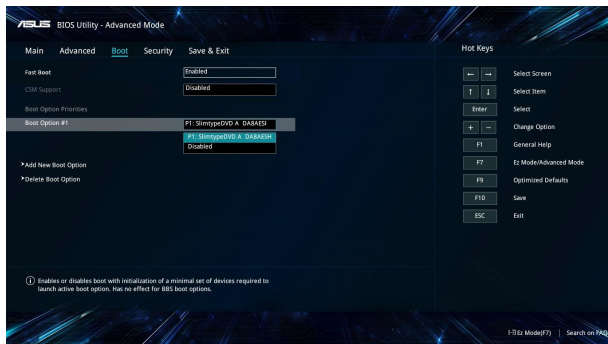 ASUS BIOS Utility - Advanced Mode
Main Advanced Boot Security Save & Exit
Hot Keys
Fast Boot Enabled
CSM Support Disabled
Boot Option Priorities
Boot Option #1 P1: SlimtypeDVD A DA8AESI
P1: SlimtypeDVD A DA8AESH
Disabled
Add New Boot Option
Delete Boot Option
← → Select Screen
↑ ↓ Select Item
Enter Select
+ − Change Option
F1 General Help
F7 Ez Mode/Advanced Mode
F9 Optimized Defaults
F10 Save
ESC Exit
Enables or disables boot with initialization of a minimal set of devices required to
launch active boot option. Has no effect for BBS boot options.
Ez Mode(F7) | Search on FAQ